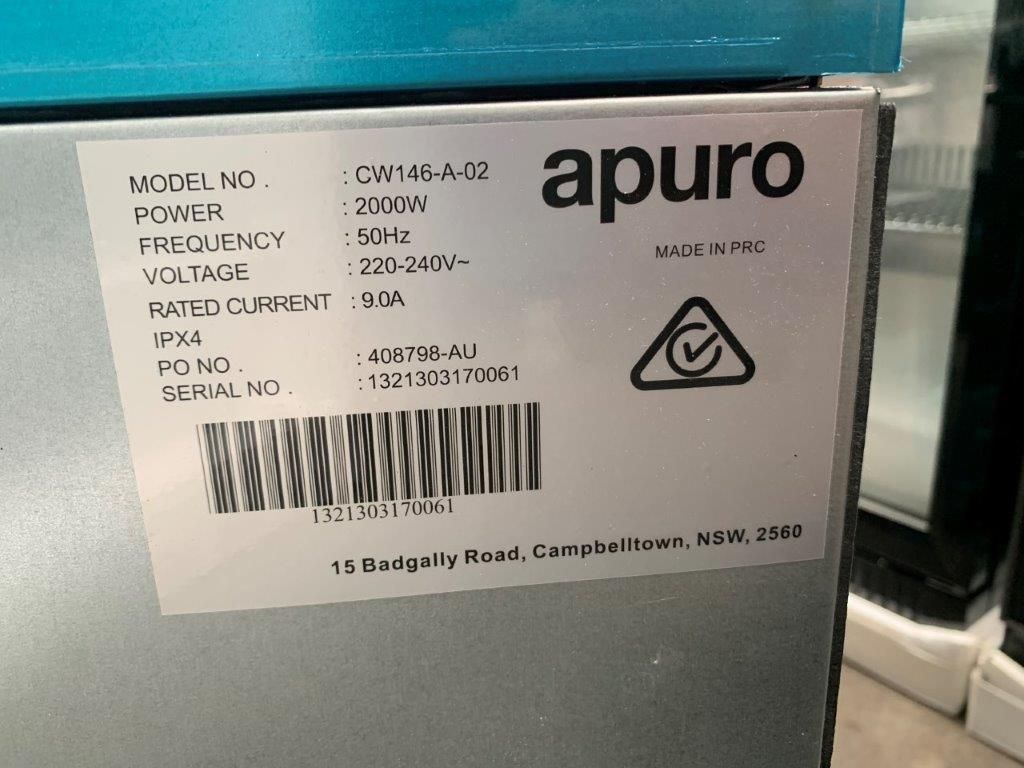 apuro
MODEL NO . : CW146-A-02
POWER : 2000W
FREQUENCY : 50Hz
VOLTAGE : 220-240V~
RATED CURRENT : 9.0A
IPX4
PO NO . : 408798-AU
SERIAL NO . : 1321303170061
MADE IN PRC
1321303170061
15 Badgally Road, Campbelltown, NSW, 2560